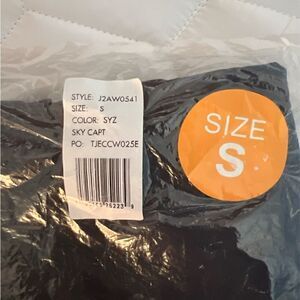 STYLE: J2AW0541
SIZE: S
COLOR: SYZ
SKY CAPT
PO: TJECCW025E
SIZE
S